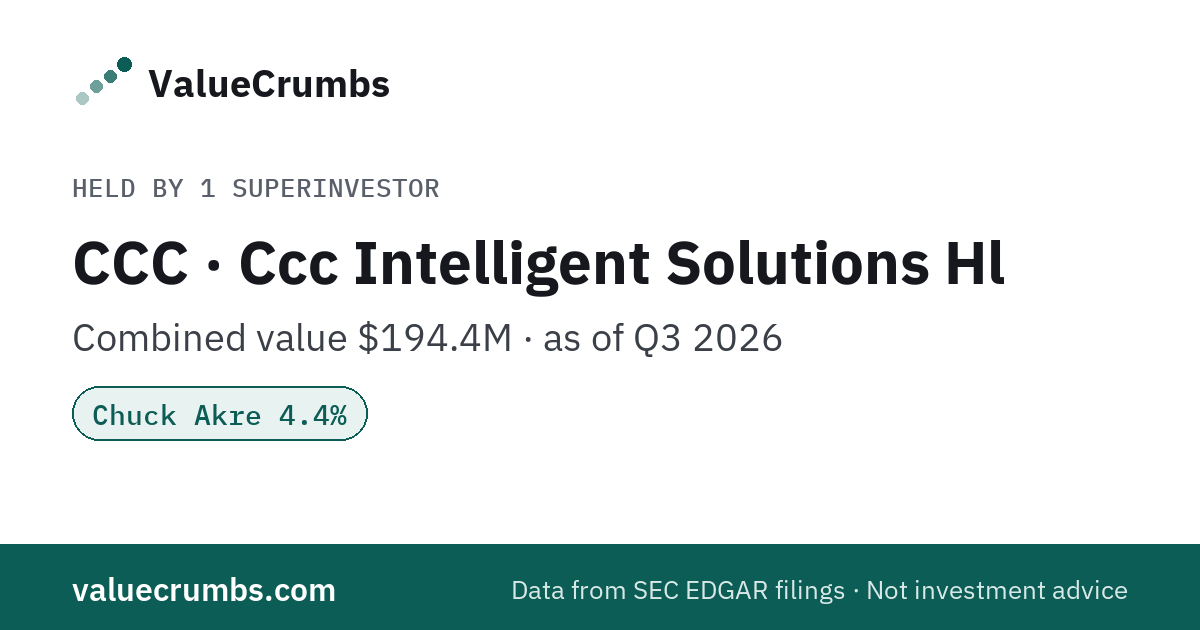 ValueCrumbs
HELD BY 1 SUPERINVESTOR
CCC · Ccc Intelligent Solutions Hl
Combined value $194.4M · as of Q3 2026
Chuck Akre 4.4%
valuecrumbs.com
Data from SEC EDGAR filings · Not investment advice